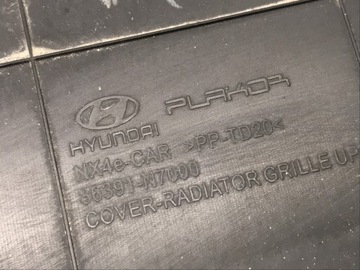 HYUNDAI PLAKOR
NX4e-CAR >PP-TD20<
86391-N7000
COVER-RADIATOR GRILLE UP